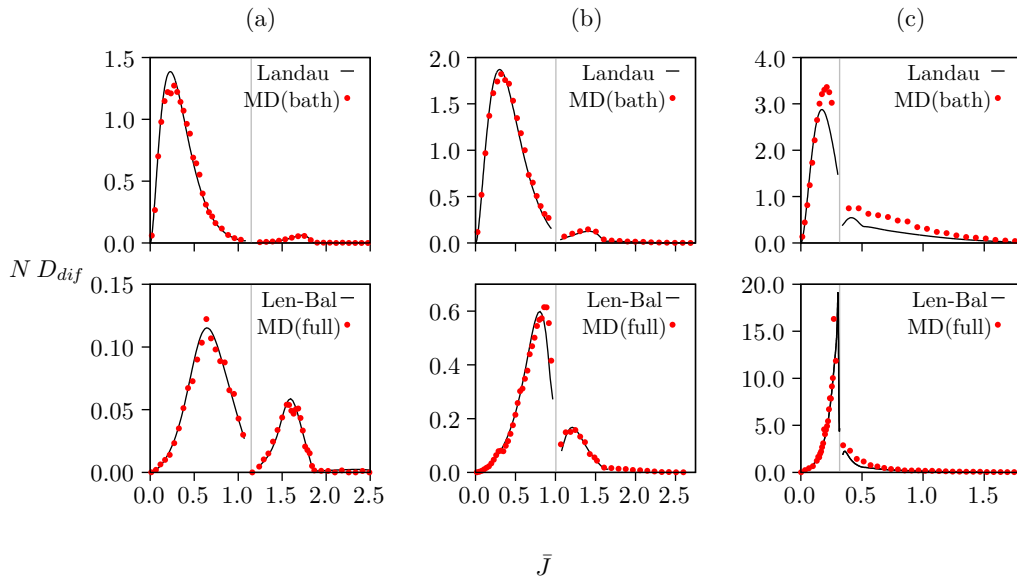 (a) (b) (c)
1.5 2.0 4.0
Landau — Landau — Landau —
MD(bath) • MD(bath) • MD(bath) •
1.5 3.0
1.0
1.0 2.0
0.5
0.5 1.0
0.0 0.0 0.0
N D_{dif}
0.15 0.8 20.0
Len-Bal — Len-Bal — Len-Bal —
MD(full) • MD(full) • MD(full) •
0.6 15.0
0.10
0.4 10.0
0.05
0.2 5.0
0.00 0.0 0.0
0.0 0.5 1.0 1.5 2.0 2.5 0.0 0.5 1.0 1.5 2.0 2.5 0.0 0.5 1.0 1.5
J̄